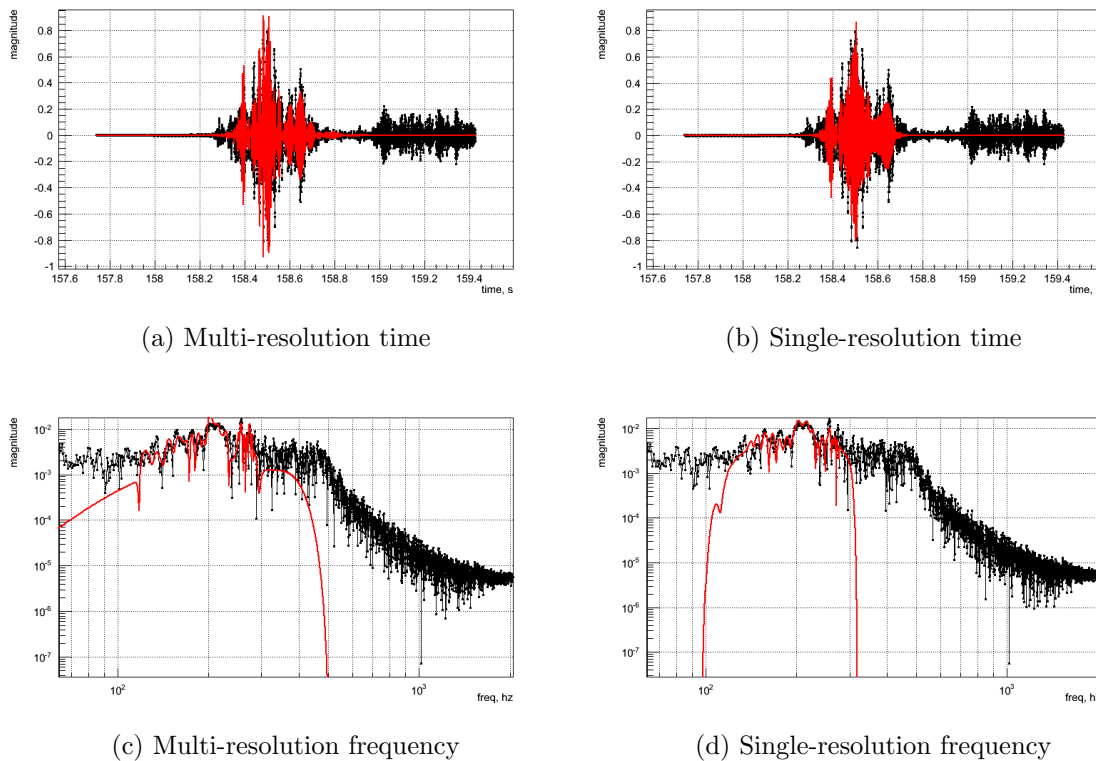 magnitude
0.8
0.6
0.4
0.2
0
-0.2
-0.4
-0.6
-0.8
-1
157.6 157.8 158 158.2 158.4 158.6 158.8 159 159.2 159.4
time, s
(a) Multi-resolution time
magnitude
0.8
0.6
0.4
0.2
0
-0.2
-0.4
-0.6
-0.8
-1
157.6 157.8 158 158.2 158.4 158.6 158.8 159 159.2 159.4
time,
(b) Single-resolution time
magnitude
10⁻²
10⁻³
10⁻⁴
10⁻⁵
10⁻⁶
10⁻⁷
10² 10³
freq, hz
(c) Multi-resolution frequency
magnitude
10⁻²
10⁻³
10⁻⁴
10⁻⁵
10⁻⁶
10⁻⁷
10² 10³
freq, h
(d) Single-resolution frequency